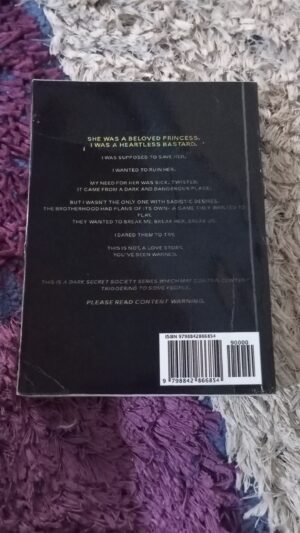 SHE WAS A BELOVED PRINCESS.
I WAS A HEARTLESS BASTARD.
I WAS SUPPOSED TO SAVE HER.
I WANTED TO RUIN HER.
MY NEED FOR HER WAS SICK, TWISTED.
IT CAME FROM A DARK AND DANGEROUS PLACE.
BUT I WASN'T THE ONLY ONE WITH SADISTIC DESIRES.
THE BROTHERHOOD HAD PLANS OF ITS OWN- A GAME THEY WANTED TO
PLAY.
THEY WANTED TO BREAK ME, BREAK HER, BREAK US.
I DARED THEM TO TRY.
THIS IS NOT A LOVE STORY.
YOU'VE BEEN WARNED.
THIS IS A DARK SECRET SOCIETY SERIES WHICH MAY CONTAIN CONTENT
TRIGGERING TO SOME PEOPLE.
PLEASE READ CONTENT WARNING.
ISBN 9798842866854
90000
9 798842 866854